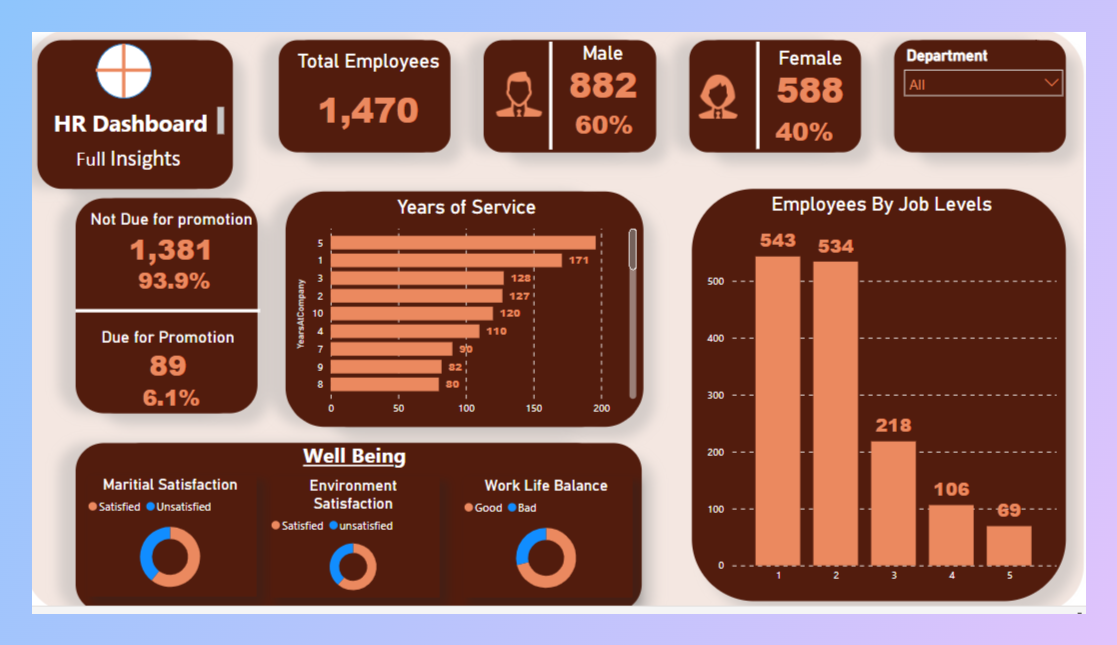 HR Dashboard
Full Insights
Total Employees
1,470
Male
882
60%
Female
588
40%
Department
All
Not Due for promotion
1,381
93.9%
Due for Promotion
89
6.1%
Years of Service
YearsAtCompany
5
1 171
3 128
2 127
10 120
4 110
7 90
9 82
8 80
0 50 100 150 200
Employees By Job Levels
543 534 218 106 69
500
400
300
200
100
0
1 2 3 4 5
Well Being
Maritial Satisfaction
Satisfied Unsatisfied
Environment
Satisfaction
Satisfied unsatisfied
Work Life Balance
Good Bad